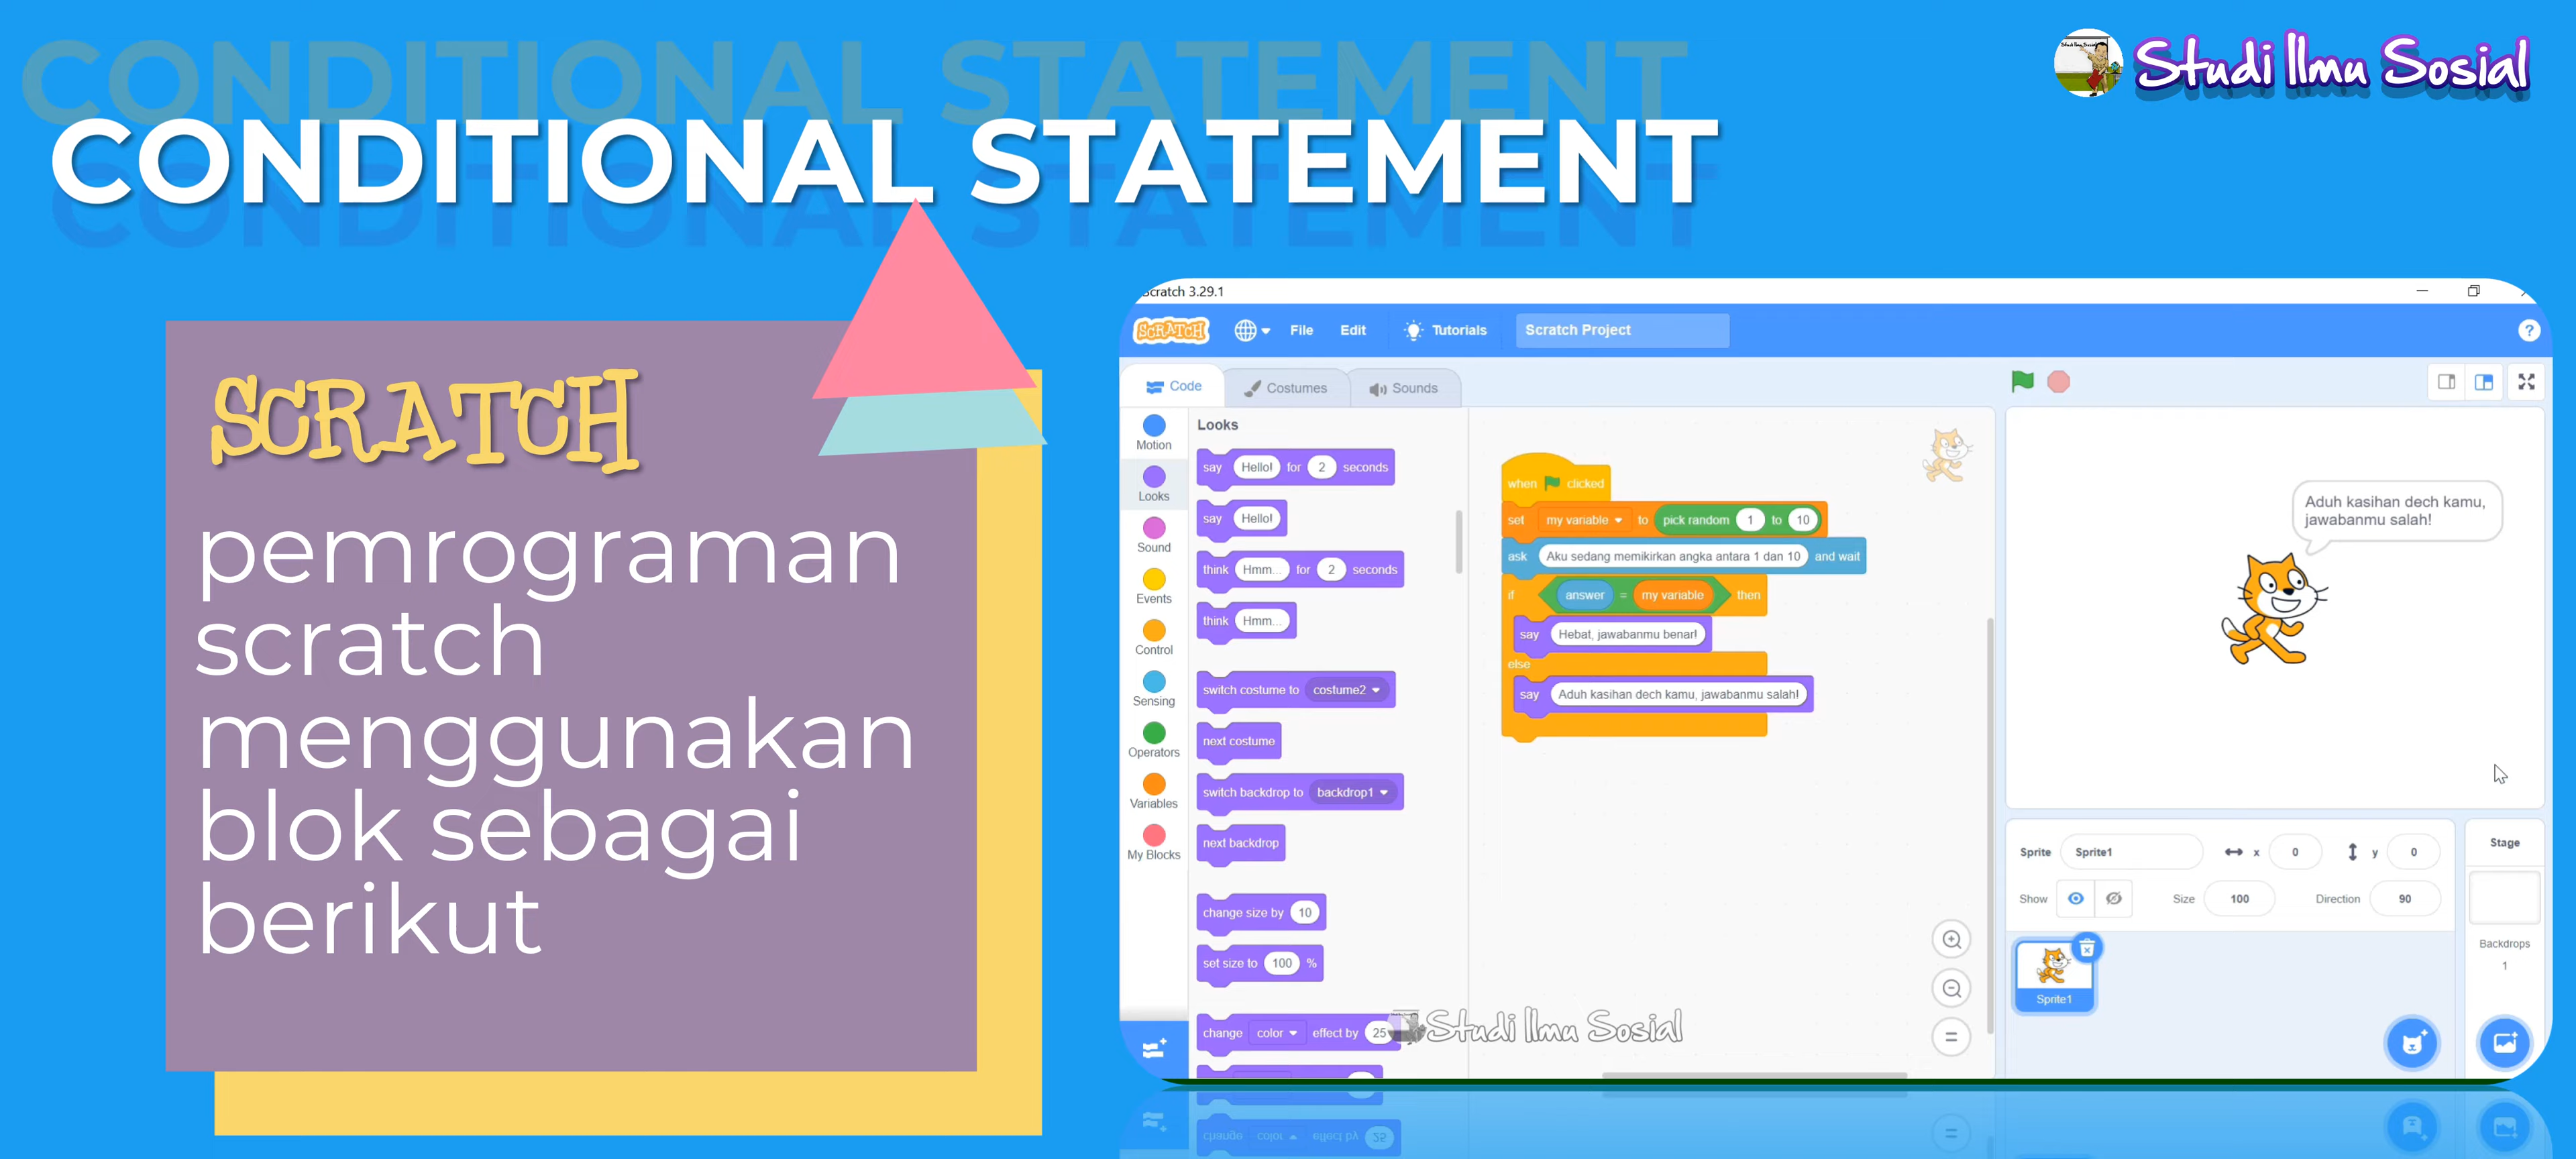 CONDITIONAL STATEMENT
CONDITIONAL STATEMENT
CONDITIONAL STATEMENT
Studi Ilmu Sosial
SCRATCH
pemrograman
scratch
menggunakan
blok sebagai
berikut
Scratch 3.29.1
SCRATCH File Edit Tutorials Scratch Project ?
Code Costumes Sounds
Motion
Looks
Sound
Events
Control
Sensing
Operators
Variables
My Blocks
Looks
say Hello! for 2 seconds
say Hello!
think Hmm... for 2 seconds
think Hmm...
switch costume to costume2
next costume
switch backdrop to backdrop1
next backdrop
change size by 10
set size to 100 %
change color effect by 25
when clicked
set my variable to pick random 1 to 10
ask Aku sedang memikirkan angka antara 1 dan 10 and wait
if answer = my variable then
say Hebat, jawabanmu benar!
else
say Aduh kasihan dech kamu, jawabanmu salah!
Studi Ilmu Sosial
Aduh kasihan dech kamu,
jawabanmu salah!
Sprite Sprite1 x 0 y 0
Show Size 100 Direction 90
Sprite1
Stage
Backdrops
1